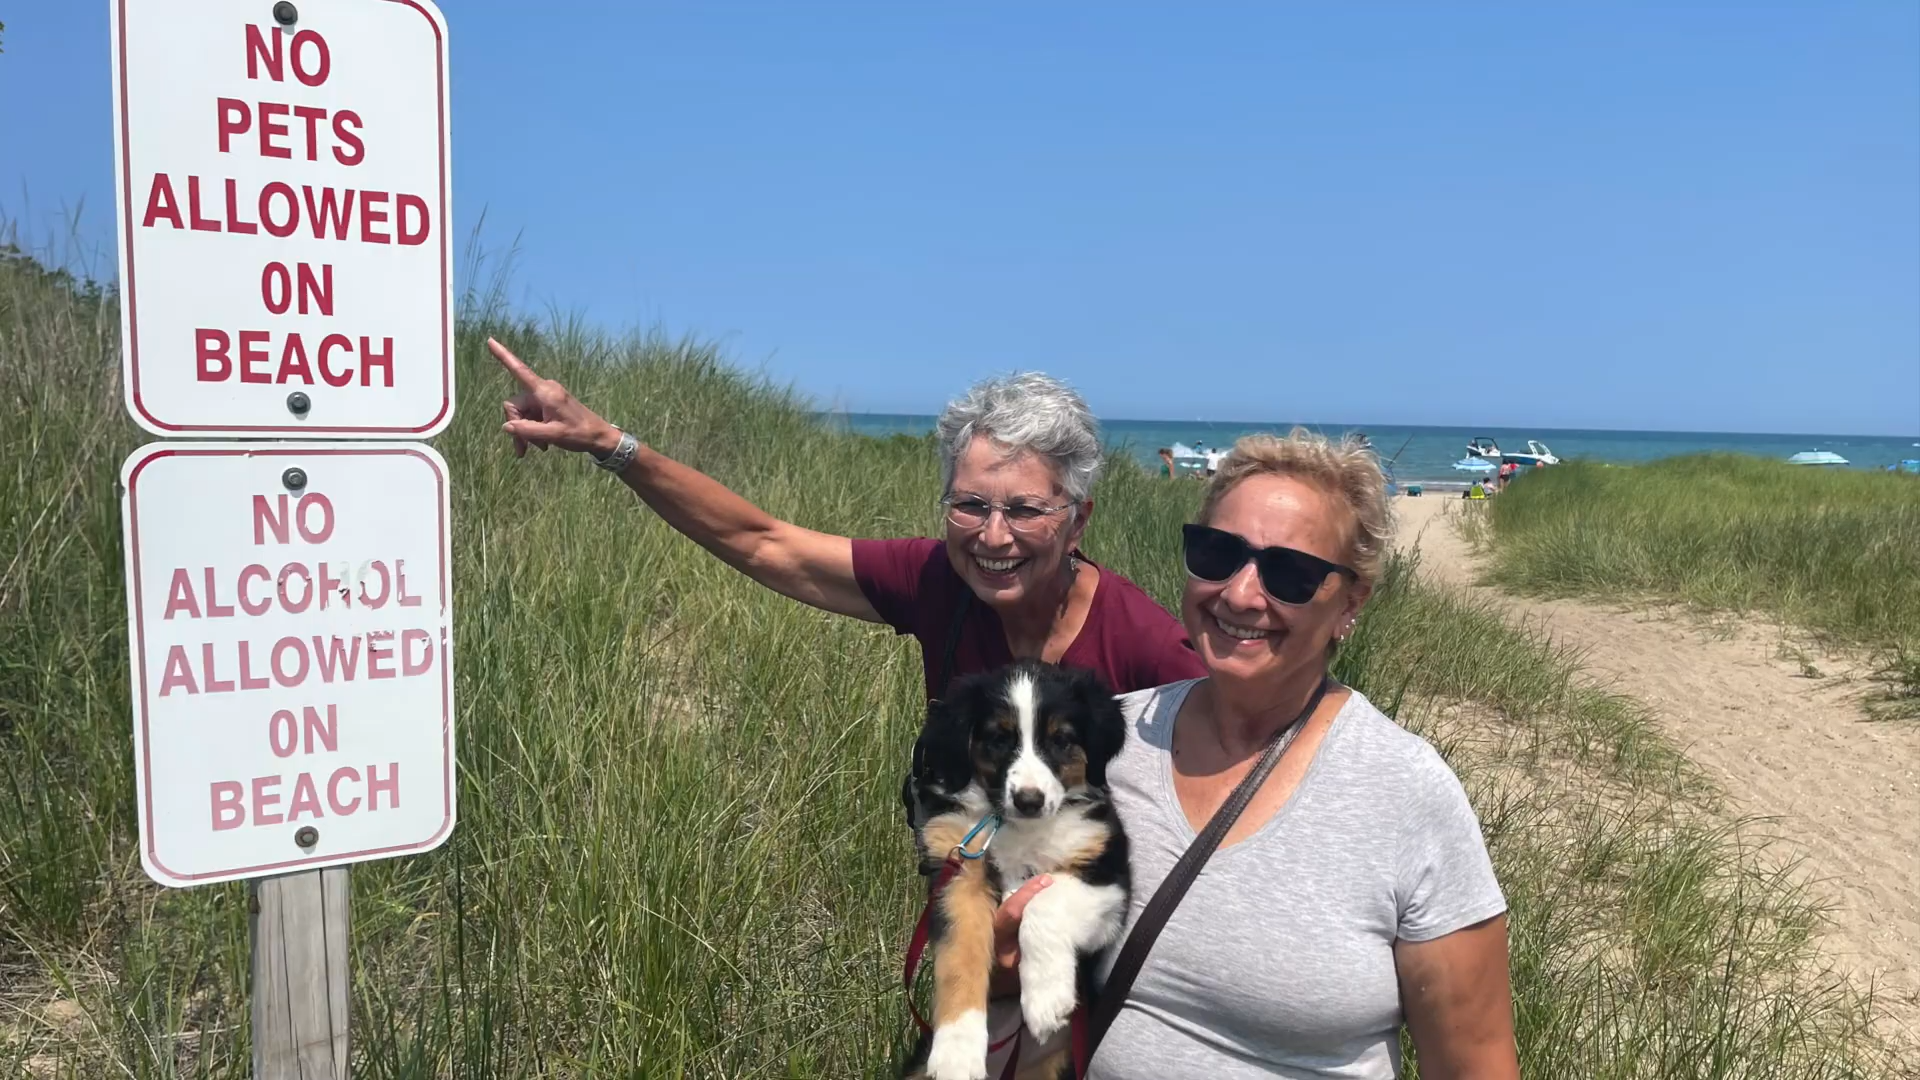 NO
PETS
ALLOWED
ON
BEACH
NO
ALCOHOL
ALLOWED
ON
BEACH